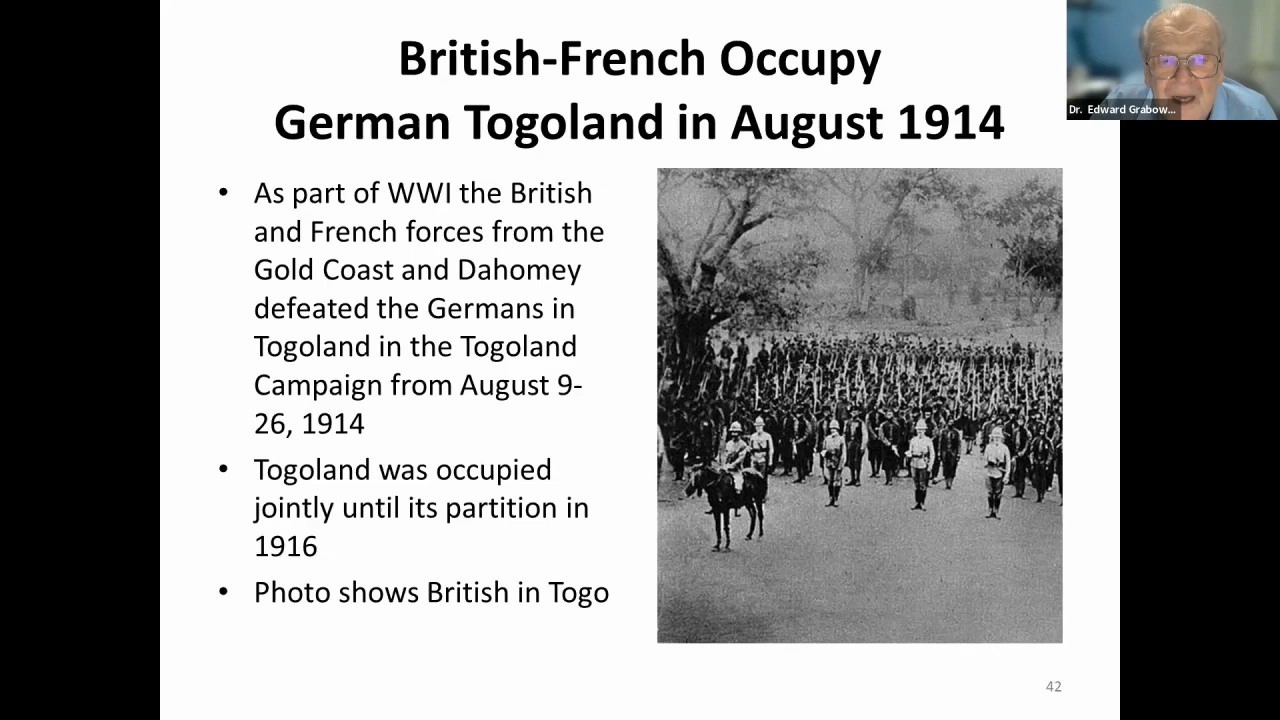 British-French Occupy
German Togoland in August 1914
• As part of WWI the British
and French forces from the
Gold Coast and Dahomey
defeated the Germans in
Togoland in the Togoland
Campaign from August 9-
26, 1914
• Togoland was occupied
jointly until its partition in
1916
• Photo shows British in Togo
Dr. Edward Grabow...
42